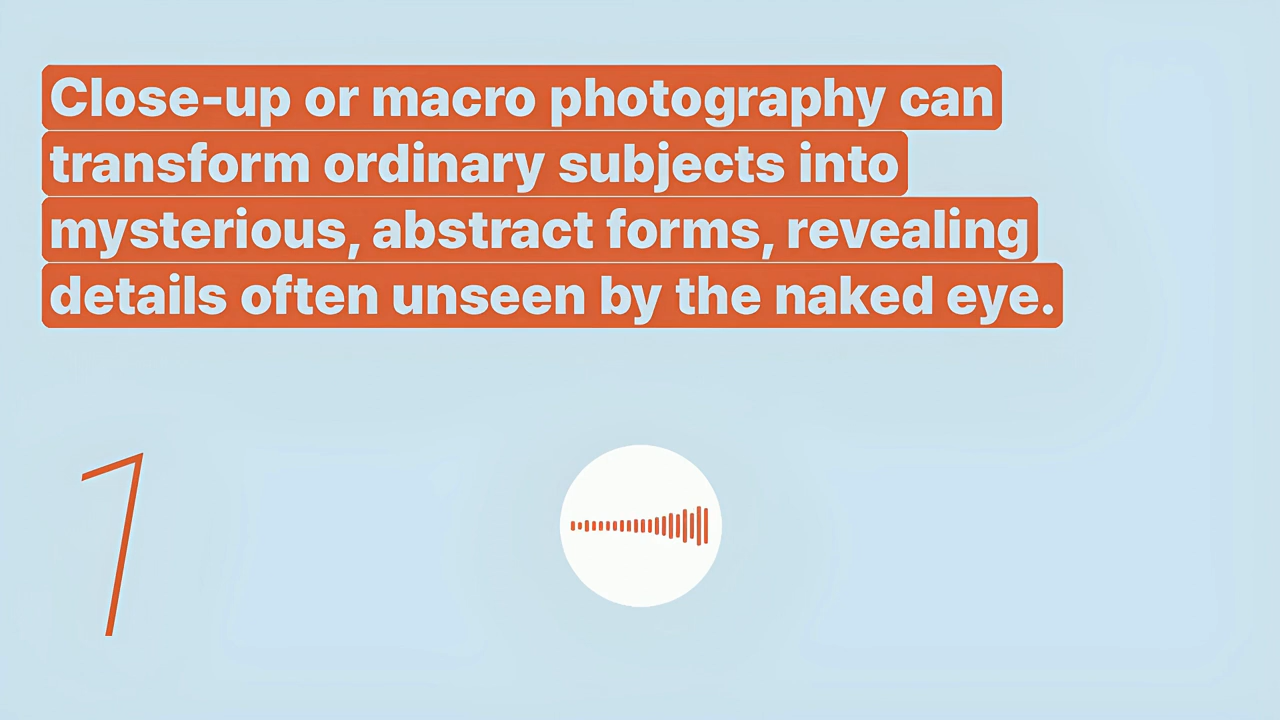 Close-up or macro photography can
transform ordinary subjects into
mysterious, abstract forms, revealing
details often unseen by the naked eye.
1